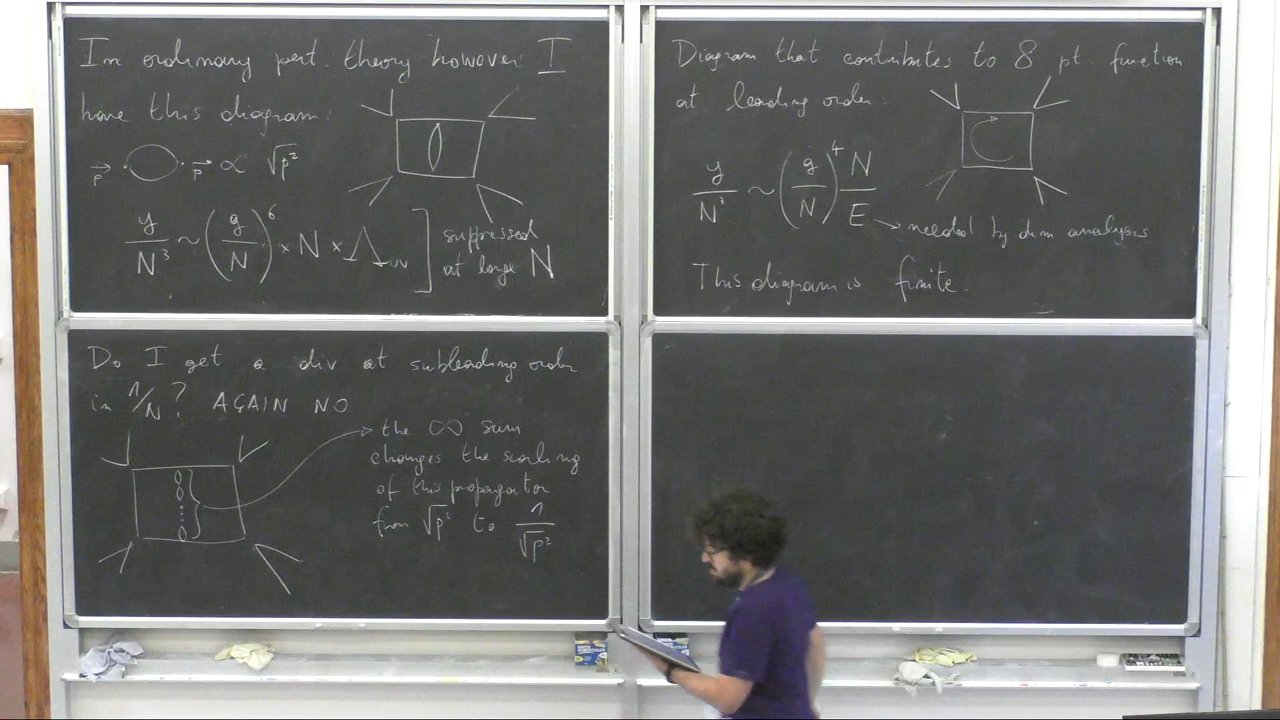 In ordinary pert. theory however I
have this diagram:
p → → p ∝ √p²
y/N³ ~ (g/N)⁶ × N × Λ_UV ] suppressed
at large N
Do I get a div at subleading order
in 1/N? AGAIN NO
the ∞ sum
changes the scaling
of this propagator
from √p² to 1/√p²
Diagram that contributes to 8 pt. function
at leading order:
y/N³ ~ (g/N)⁴ N/E → needed by dim analysis
This diagram is finite.